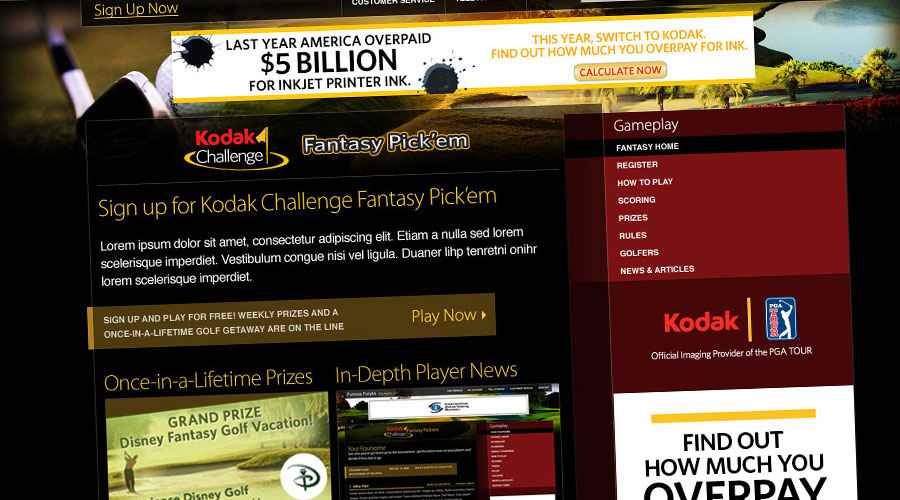 Sign Up Now
CUSTOMER SERVICE
LAST YEAR AMERICA OVERPAID
$5 BILLION
FOR INKJET PRINTER INK.
THIS YEAR, SWITCH TO KODAK.
FIND OUT HOW MUCH YOU OVERPAY FOR INK.
CALCULATE NOW
Kodak
Challenge
Fantasy Pick'em
Sign up for Kodak Challenge Fantasy Pick'em
Lorem ipsum dolor sit amet, consectetur adipiscing elit. Etiam a nulla sed lorem
scelerisque imperdiet. Vestibulum congue nisi vel ligula. Duaner lihp tenretni onihr
lorem scelerisque imperdiet.
SIGN UP AND PLAY FOR FREE! WEEKLY PRIZES AND A
ONCE-IN-A-LIFETIME GOLF GETAWAY ARE ON THE LINE
Play Now
Once-in-a-Lifetime Prizes
GRAND PRIZE
Disney Fantasy Golf Vacation!
Disney Golf
In-Depth Player News
Kodak
Challenge
Fantasy Pick'em
Your Foursome
Gameplay
FANTASY HOME
REGISTER
HOW TO PLAY
SCORING
PRIZES
RULES
GOLFERS
NEWS & ARTICLES
Kodak
PGA
TOUR
Official Imaging Provider of the PGA TOUR
FIND OUT
HOW MUCH YOU
OVERPAY